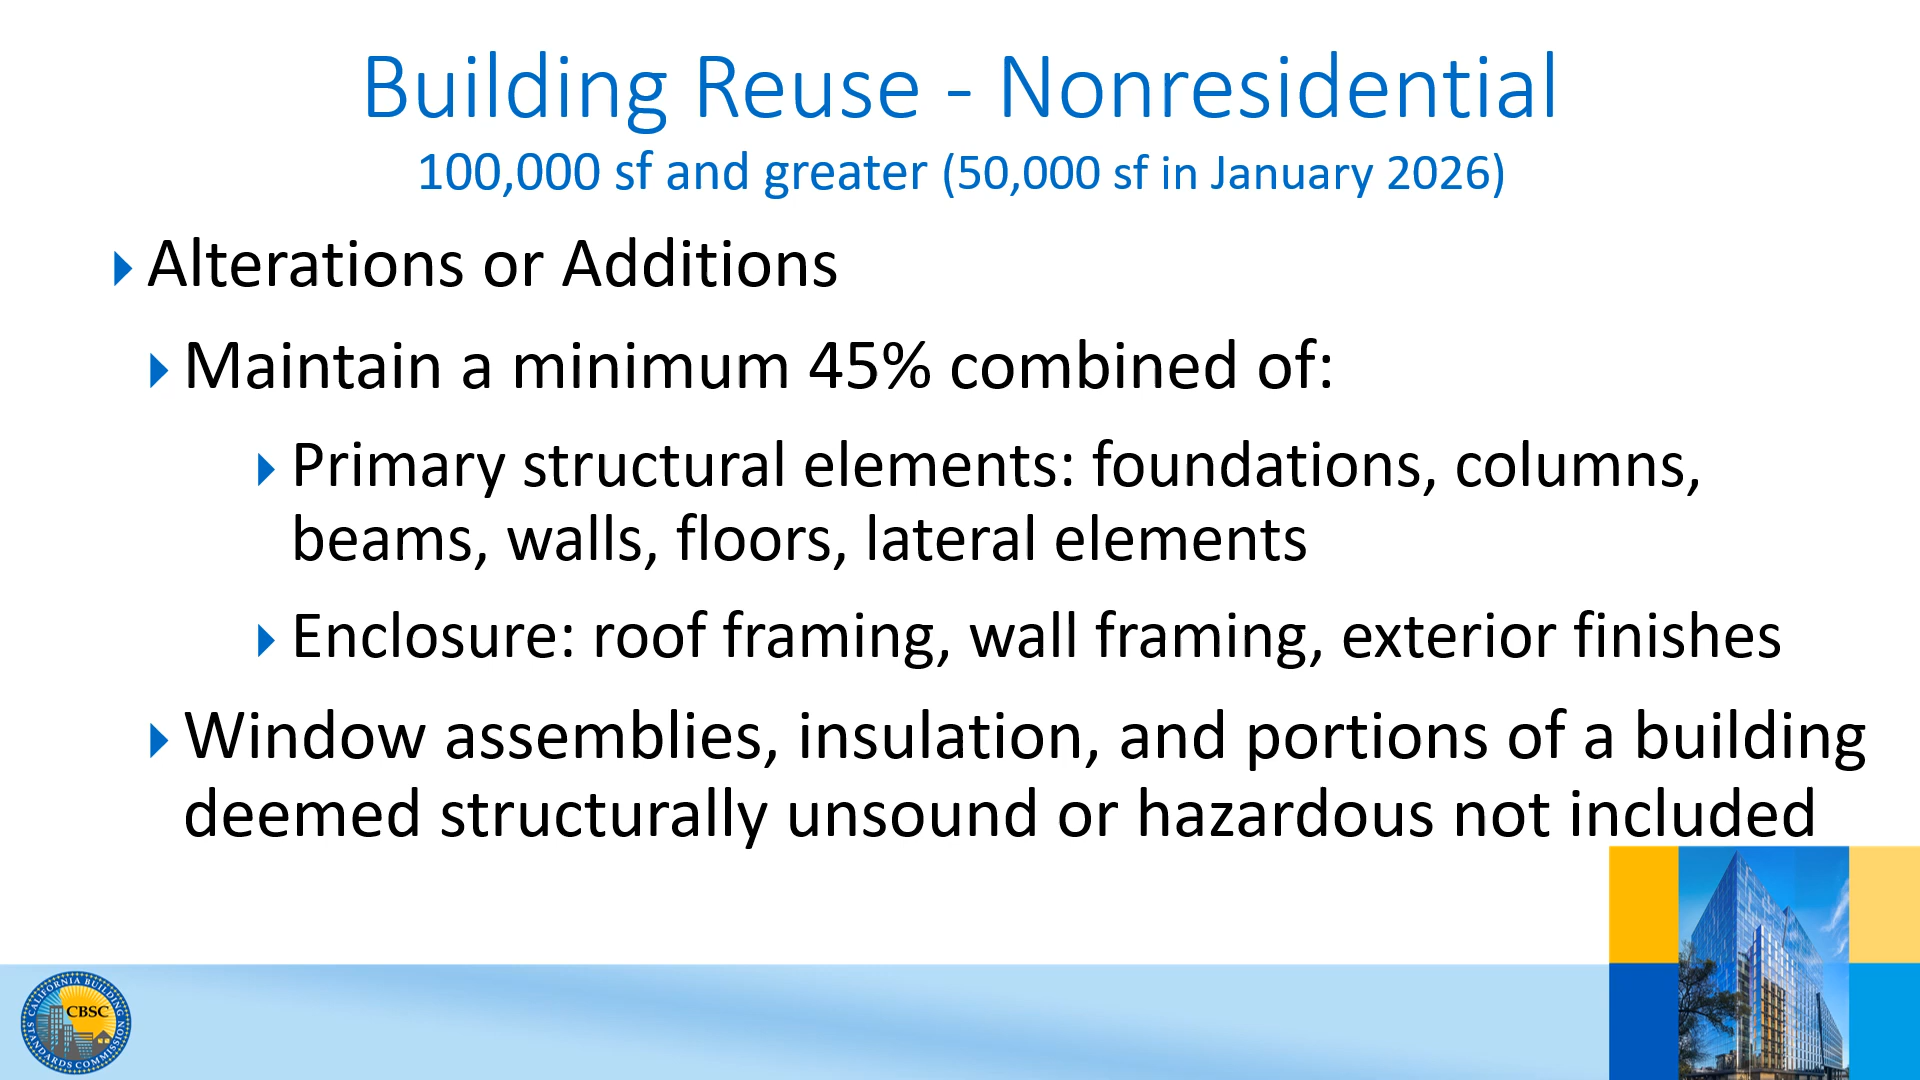 Building Reuse - Nonresidential
100,000 sf and greater (50,000 sf in January 2026)
Alterations or Additions
Maintain a minimum 45% combined of:
Primary structural elements: foundations, columns,
beams, walls, floors, lateral elements
Enclosure: roof framing, wall framing, exterior finishes
Window assemblies, insulation, and portions of a building
deemed structurally unsound or hazardous not included
CALIFORNIA BUILDING
STANDARDS COMMISSION
CBSC